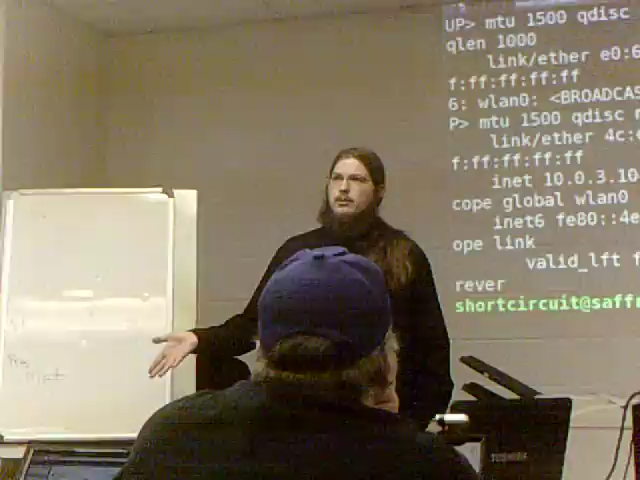 UP> mtu 1500 qdisc
qlen 1000
link/ether e0:6
f:ff:ff:ff:ff
6: wlan0: <BROADCAS
P> mtu 1500 qdisc
link/ether 4c:
f:ff:ff:ff:ff
inet 10.0.3.10
cope global wlan0
inet6 fe80::4e
ope link
valid_lft f
rever
shortcircuit@saffr
TOSHIBA